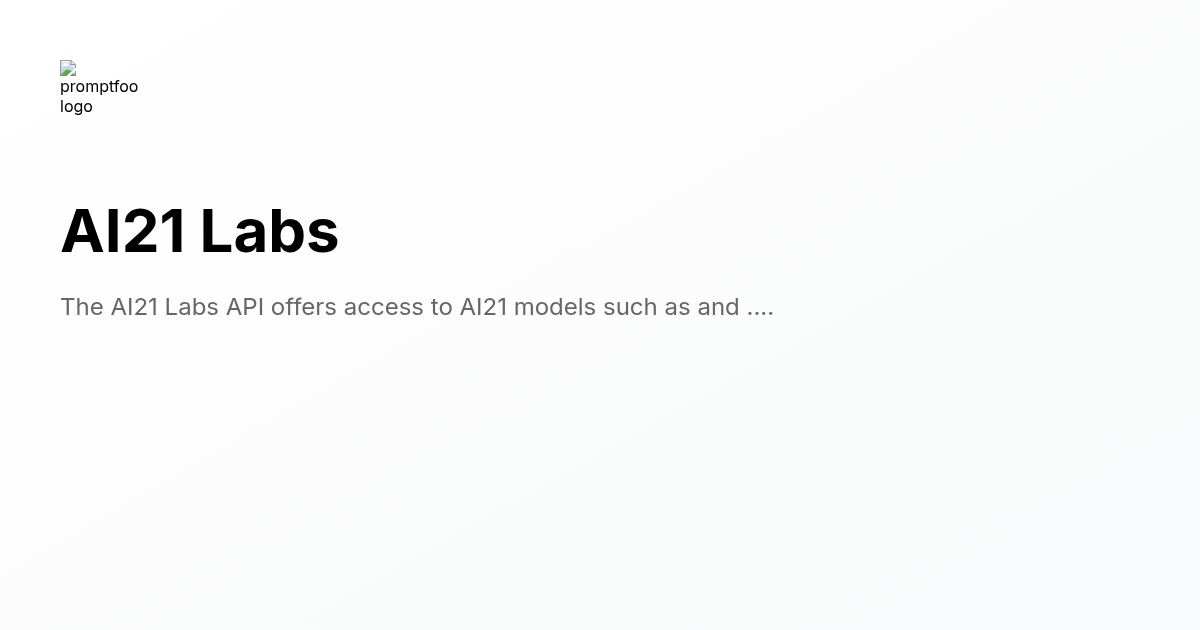 promptfoo
logo
AI21 Labs
The AI21 Labs API offers access to AI21 models such as and ....